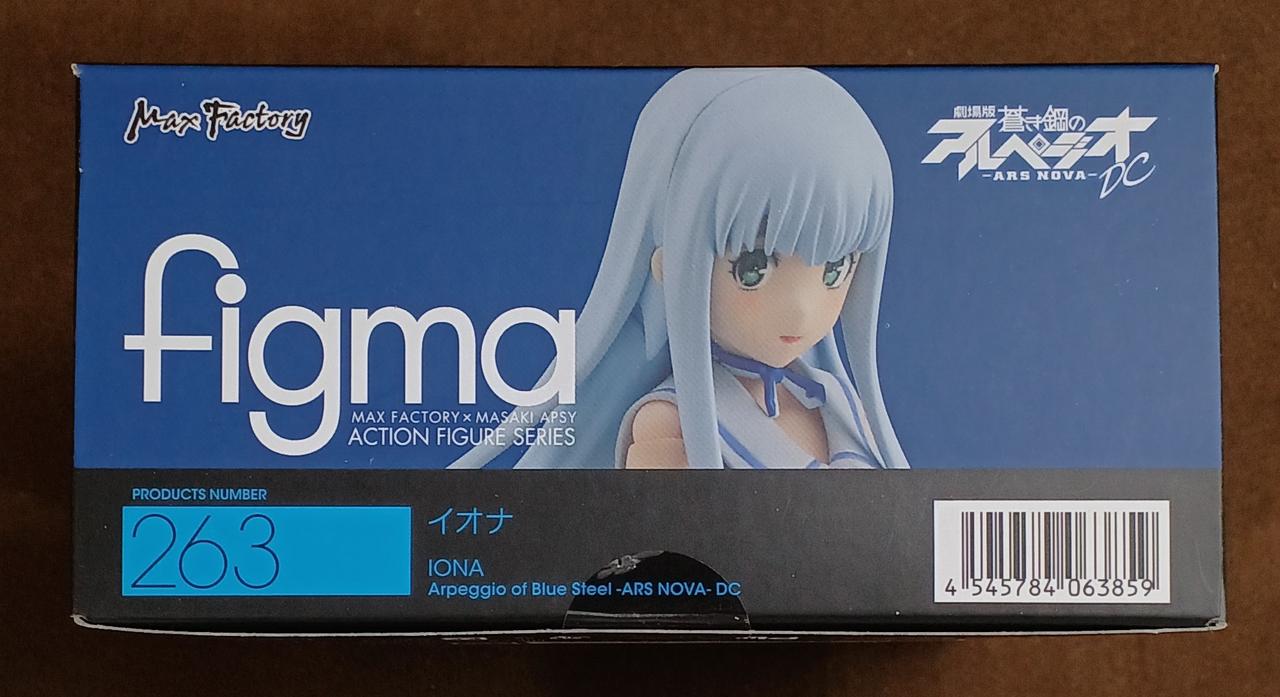 Max Factory
劇場版 蒼き鋼の
アルペジオ
-ARS NOVA- DC
figma
MAX FACTORY × MASAKI APSY
ACTION FIGURE SERIES
PRODUCTS NUMBER
263
イオナ
IONA
Arpeggio of Blue Steel -ARS NOVA- DC
4 545784 063859